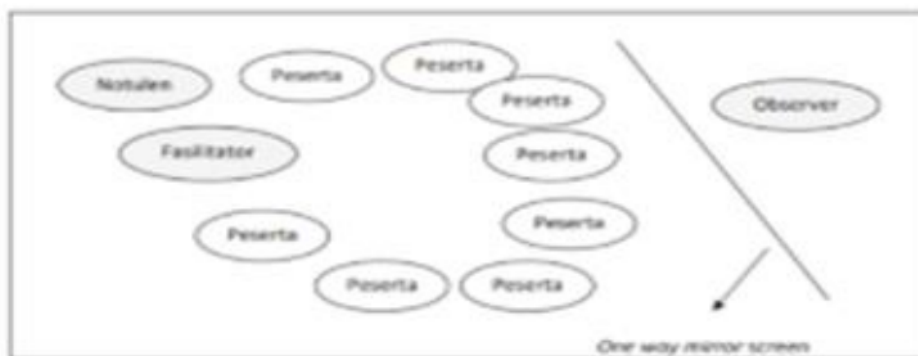 Notulen
Peserta
Peserta
Peserta
Observer
Fasilitator
Peserta
Peserta
Peserta
Peserta
Peserta
One way mirror screen